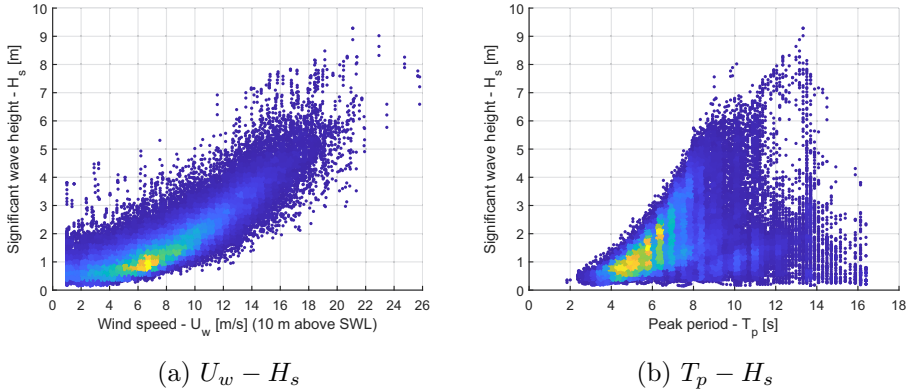 10
9
8
7
6
5
4
3
2
1
0
Significant wave height - H_s [m]
0 2 4 6 8 10 12 14 16 18 20 22 24 26
Wind speed - U_w [m/s] (10 m above SWL)
(a) U_w − H_s
10
9
8
7
6
5
4
3
2
1
0
Significant wave height - H_s [m]
0 2 4 6 8 10 12 14 16 18
Peak period - T_p [s]
(b) T_p − H_s